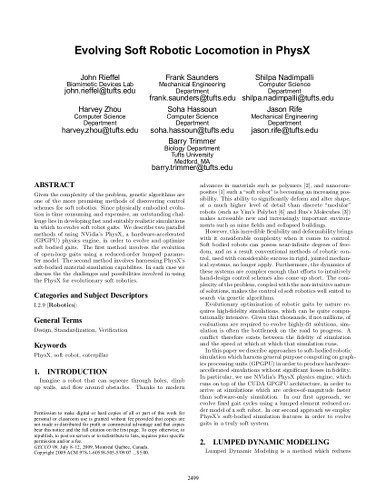 Evolving Soft Robotic Locomotion in PhysX
John Rieffel
Biomimetic Devices Lab
john.rieffel@tufts.edu
Frank Saunders
Mechanical Engineering
Department
frank.saunders@tufts.edu
Shilpa Nadimpalli
Computer Science
Department
shilpa.nadimpalli@tufts.edu
Harvey Zhou
Computer Science
Department
harvey.zhou@tufts.edu
Soha Hassoun
Computer Science
Department
soha.hassoun@tufts.edu
Jason Rife
Mechanical Engineering
Department
jason.rife@tufts.edu
Barry Trimmer
Biology Department
Tufts University
Medford, MA
barry.trimmer@tufts.edu
ABSTRACT
Given the complexity of the problem, genetic algorithms are
one of the more promising methods of discovering control
schemes for soft robotics. Since physically embodied evolu-
tion is time consuming and expensive, an outstanding chal-
lenge lies in developing fast and suitably realistic simulations
in which to evolve soft robot gaits. We describe two parallel
methods of using NVidia's PhysX, a hardware-accelerated
(GPGPU) physics engine, in order to evolve and optimize
soft bodied gaits. The first method involves the evolution
of open-loop gaits using a reduced-order lumped parame-
ter model. The second method involves harnessing PhysX's
soft-bodied material simulation capabilities. In each case we
discuss the the challenges and possibilities involved in using
the PhysX for evolutionary soft robotics.
Categories and Subject Descriptors
I.2.9 [Robotics]:
General Terms
Design, Standardization, Verification
Keywords
PhysX, soft robot, caterpillar
1. INTRODUCTION
Imagine a robot that can squeeze through holes, climb
up walls, and flow around obstacles. Thanks to modern
Permission to make digital or hard copies of all or part of this work for
personal or classroom use is granted without fee provided that copies are
not made or distributed for profit or commercial advantage and that copies
bear this notice and the full citation on the first page. To copy otherwise, to
republish, to post on servers or to redistribute to lists, requires prior specific
permission and/or a fee.
GECCO'09, July 8–12, 2009, Montréal Québec, Canada.
Copyright 2009 ACM 978-1-60558-505-5/09/07 ...$5.00.
advances in materials such as polymers [2], and nanocompos-
ites [1] such a "soft robot" is becoming an increasing pos-
sibility. This ability to significantly deform and alter shape,
at a much higher level of detail than discrete "modular"
robots (such as Yim's Polybot [6] and Rus's Molecubes [3])
makes accessible new and increasingly important environ-
ments such as mine fields and collapsed buildings.
However, this incredible flexibility and deformability brings
with it considerable complexity when it comes to control:
Soft bodied robots can posess near-infinite degrees of free-
dom, and as a result conventional methods of robotic con-
trol, used with considerable success in rigid, jointed mechani-
cal systems, no longer apply. Furthermore, the dynamics of
these systems are complex enough that efforts to intuitively
hand-design control schemes also come up short. The com-
plexity of the problem, coupled with the non-intuitive nature
of solutions, makes the control of soft robotics well suited to
search via genetic algorithms.
Evolutionary optimization of robotic gaits by nature re-
quires high-fidelity simulations, which can be quite compu-
tationally intensive. Given that thousands, if not millions, of
evaluations are required to evolve highly-fit solutions, sim-
ulation is often the bottleneck on the road to progress. A
conflict therefore exists between the fidelity of simulation
and the speed at which that simulation runs.
In this paper we describe approaches to soft-bodied robotic
simulation which harness general purpose computing on graph-
ics processing units (GPGPU) in order to produce hardware-
accelerated simulations without significant losses in fidelity.
In particular, we use NVidia's PhysX physics engine, which
runs on top of the CUDA GPGPU architecture, in order to
arrive at simulations which are orders-of-magnitude faster
than software-only simulation. In our first approach, we
evolve fixed gait cycles using a lumped element reduced or-
der model of a soft robot. In our second approach we employ
PhysX's soft-bodied simulation features in order to evolve
gaits in a truly soft system.
2. LUMPED DYNAMIC MODELING
Lumped Dynamic Modeling is a method which reduces
2499